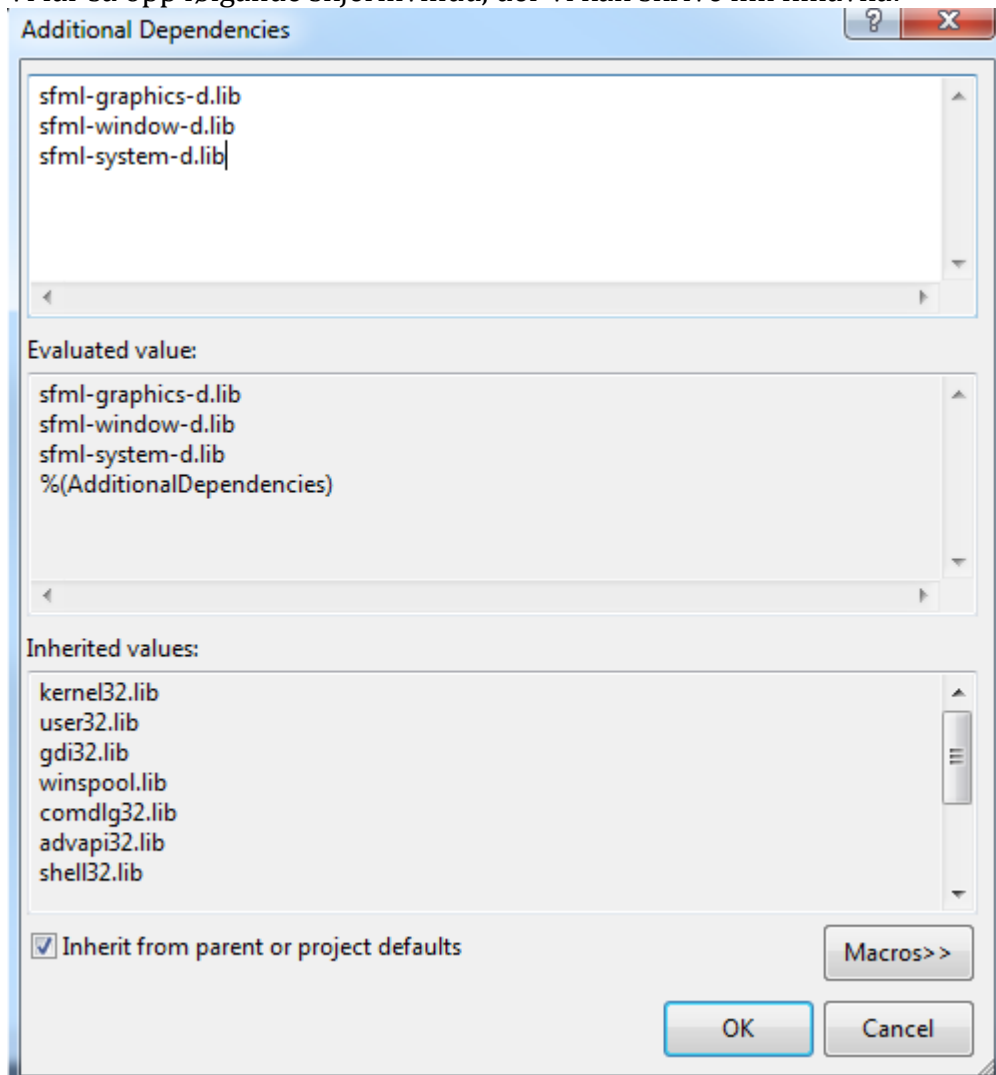 Additional Dependencies
sfml-graphics-d.lib
sfml-window-d.lib
sfml-system-d.lib
Evaluated value:
sfml-graphics-d.lib
sfml-window-d.lib
sfml-system-d.lib
%(AdditionalDependencies)
Inherited values:
kernel32.lib
user32.lib
gdi32.lib
winspool.lib
comdlg32.lib
advapi32.lib
shell32.lib
Inherit from parent or project defaults
Macros>>
OK
Cancel